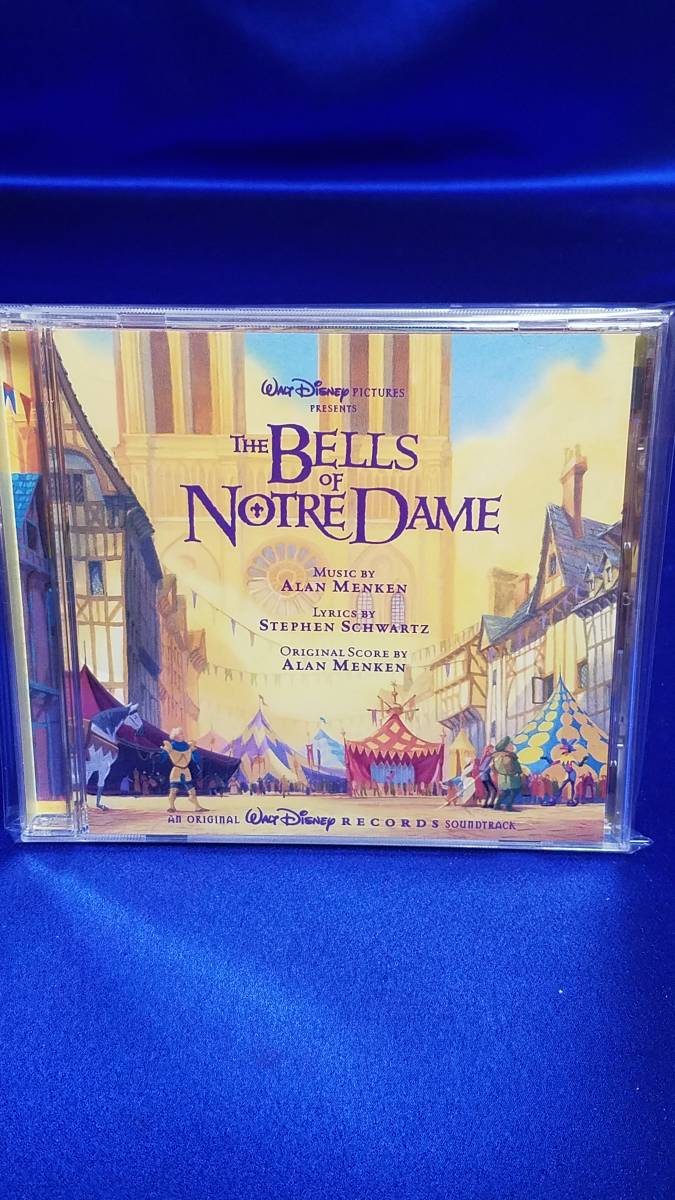 WALT DISNEY PICTURES
PRESENTS
THE BELLS
OF
NOTRE DAME
MUSIC BY
ALAN MENKEN
LYRICS BY
STEPHEN SCHWARTZ
ORIGINAL SCORE BY
ALAN MENKEN
AN ORIGINAL WALT DISNEY RECORDS SOUNDTRACK